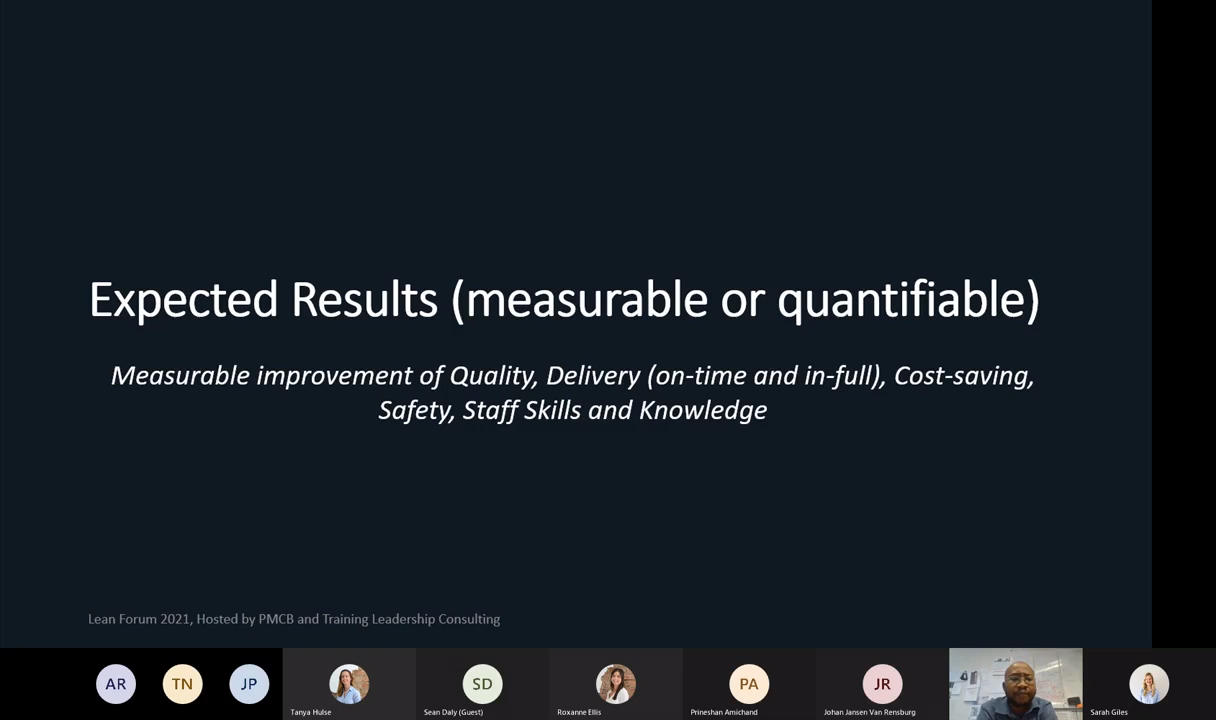 Expected Results (measurable or quantifiable)
Measurable improvement of Quality, Delivery (on-time and in-full), Cost-saving,
Safety, Staff Skills and Knowledge
Lean Forum 2021, Hosted by PMCB and Training Leadership Consulting
AR
TN
JP
SD
PA
JR
Tanya Hulse
Sean Daly (Guest)
Roxanne Ellis
Prineshan Amichand
Johan Jansen Van Rensburg
Sarah Giles